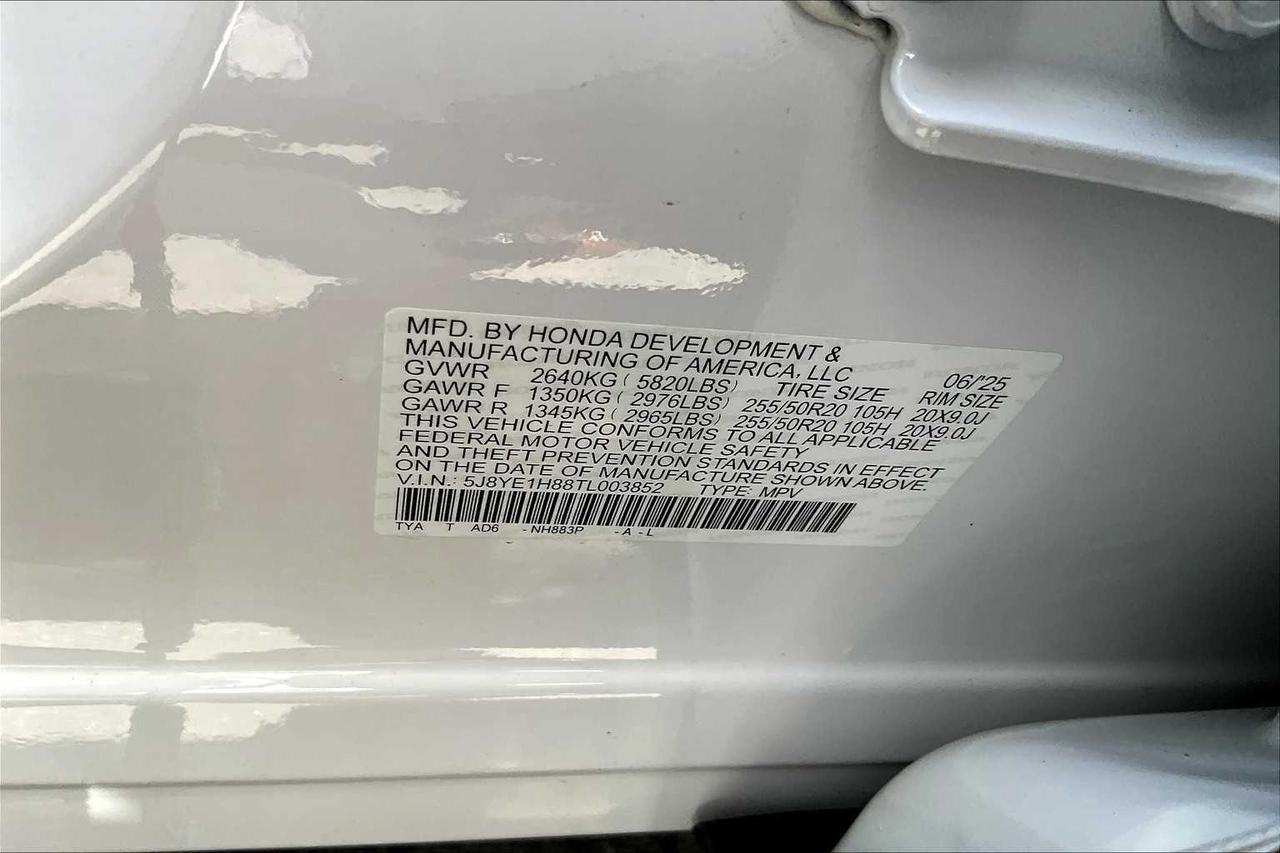 MFD. BY HONDA DEVELOPMENT &
MANUFACTURING OF AMERICA, LLC 06/'25
GVWR 2640KG ( 5820LBS) TIRE SIZE RIM SIZE
GAWR F 1350KG ( 2976LBS) 255/50R20 105H 20X9.0J
GAWR R 1345KG ( 2965LBS) 255/50R20 105H 20X9.0J
THIS VEHICLE CONFORMS TO ALL APPLICABLE
FEDERAL MOTOR VEHICLE SAFETY
AND THEFT PREVENTION STANDARDS IN EFFECT
ON THE DATE OF MANUFACTURE SHOWN ABOVE.
V.I.N.: 5J8YE1H88TL003852 TYPE: MPV
TYA T AD6 - NH883P - A - L